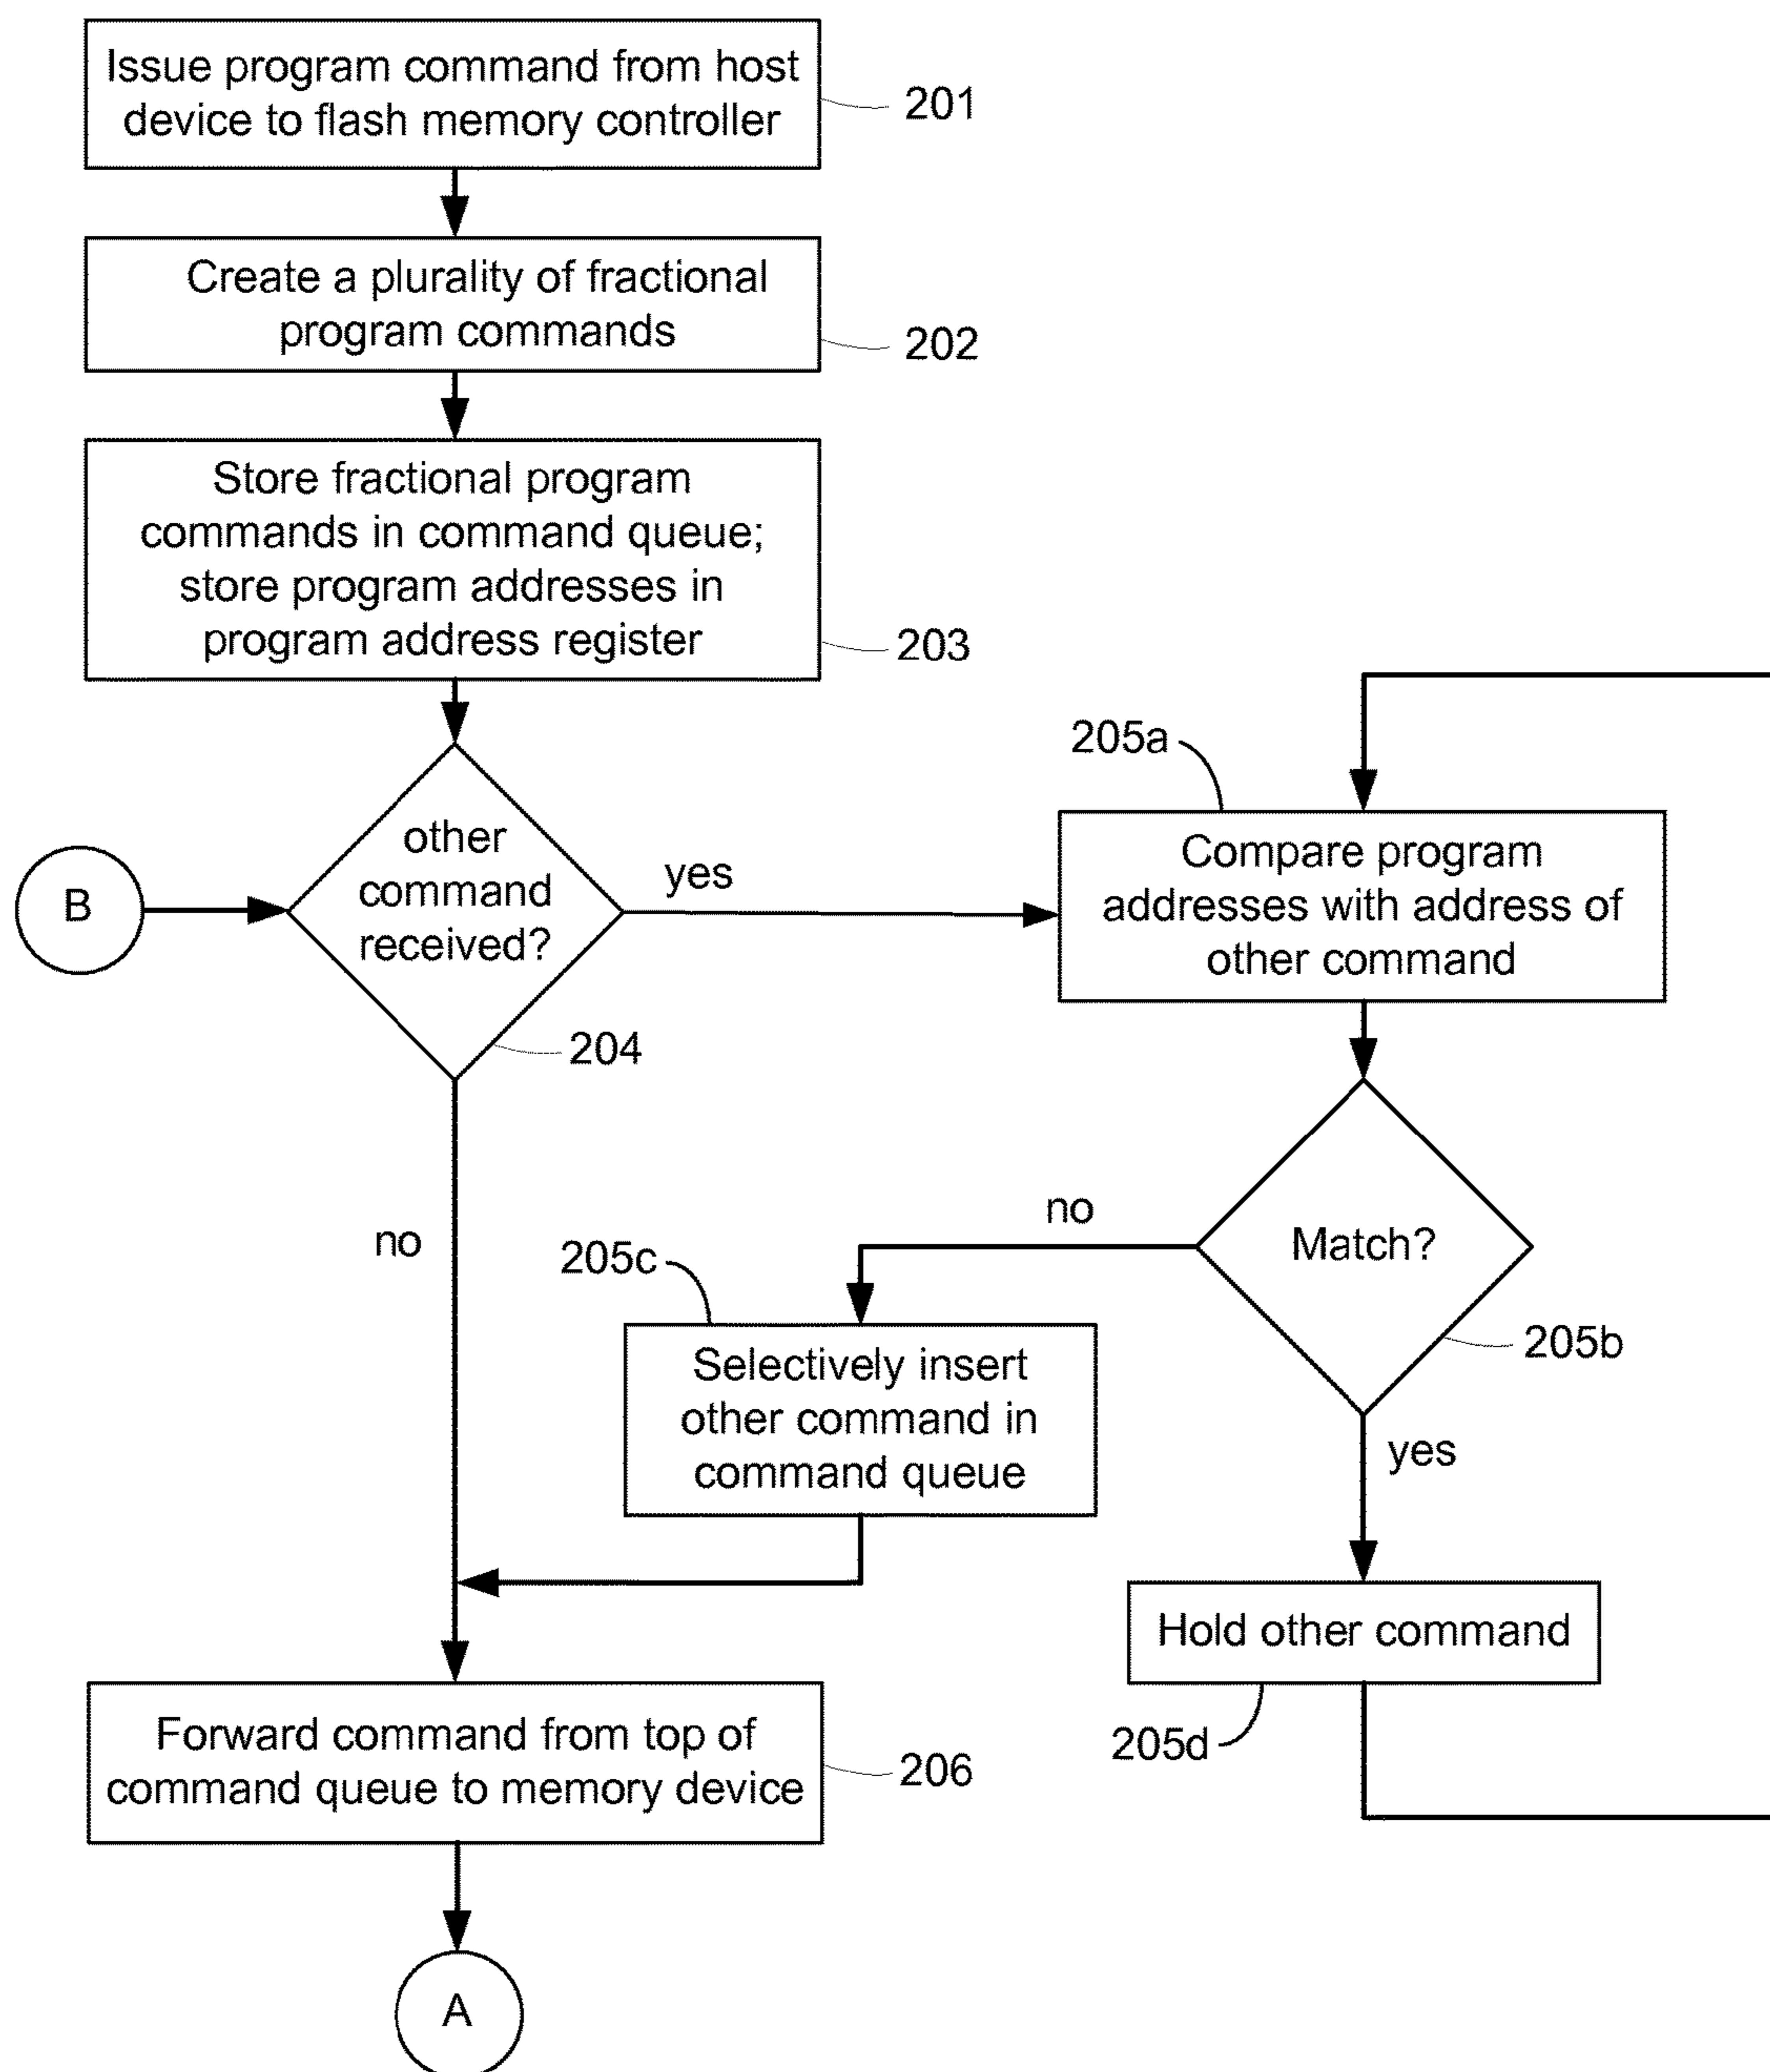 Issue program command from host
device to flash memory controller
201
Create a plurality of fractional
program commands
202
Store fractional program
commands in command queue;
store program addresses in
program address register
203
205a
other
command
received?
yes
B
204
no
Compare program
addresses with address of
other command
Match?
205b
no
yes
205c
Selectively insert
other command in
command queue
Hold other command
205d
Forward command from top of
command queue to memory device
206
A